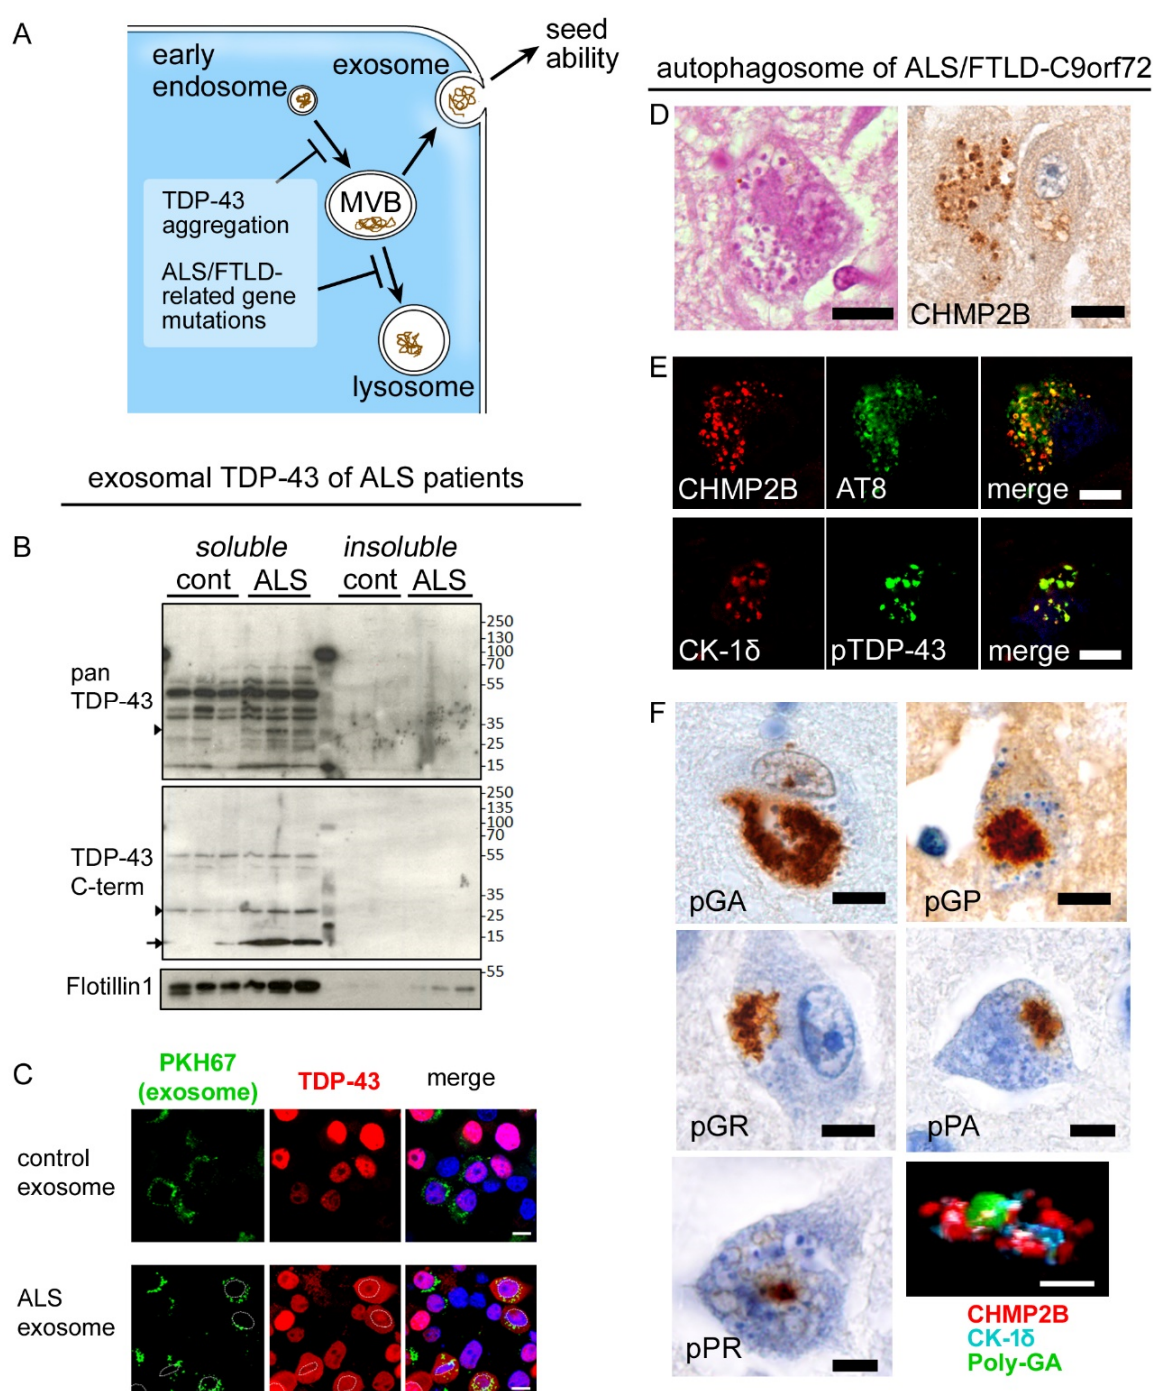 A
early
endosome
exosome
seed
ability
MVB
TDP-43
aggregation
ALS/FTLD-
related gene
mutations
lysosome
exosomal TDP-43 of ALS patients
B
soluble
insoluble
cont
ALS
cont
ALS
pan
TDP-43
250
130
100
70
55
35
25
15
TDP-43
C-term
250
135
100
70
55
35
25
15
Flotillin1
55
C
PKH67
(exosome)
TDP-43
merge
control
exosome
ALS
exosome
autophagosome of ALS/FTLD-C9orf72
D
CHMP2B
E
CHMP2B
AT8
merge
CK-1δ
pTDP-43
merge
F
pGA
pGP
pGR
pPA
pPR
CHMP2B
CK-1δ
Poly-GA